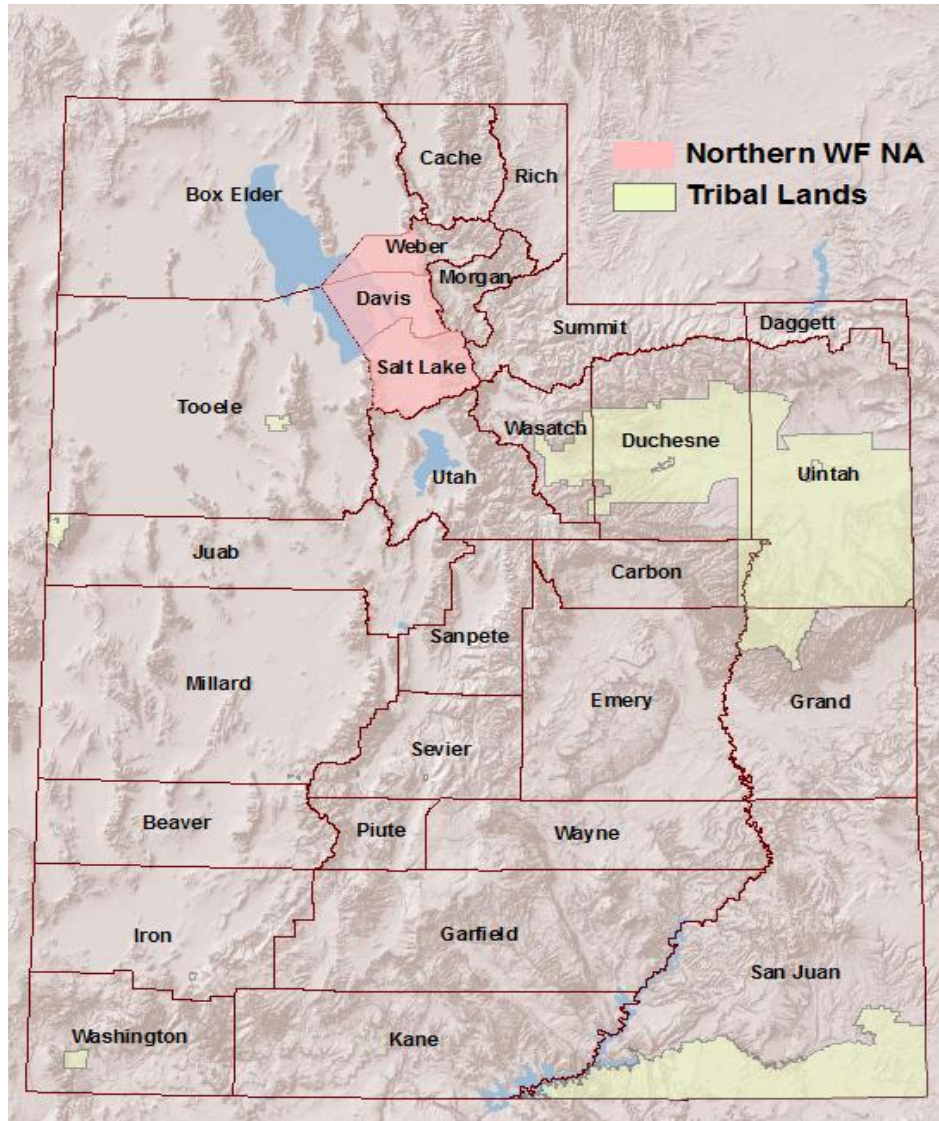 Cache
Rich
Northern WF NA
Tribal Lands
Box Elder
Weber
Morgan
Davis
Summit
Daggett
Salt Lake
Tooele
Wasatch
Duchesne
Uintah
Utah
Juab
Carbon
Sanpete
Millard
Emery
Grand
Sevier
Beaver
Piute
Wayne
Iron
Garfield
San Juan
Washington
Kane